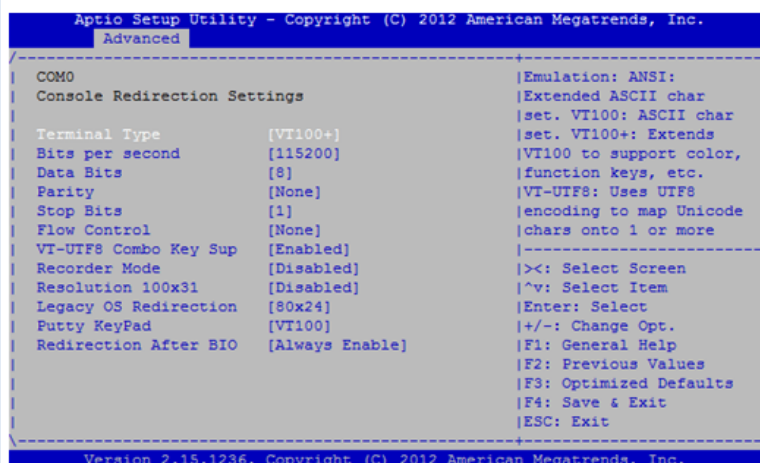 Aptio Setup Utility - Copyright (C) 2012 American Megatrends, Inc.
Advanced
/----------------------------------------------------+-------------------------
| COM0 |Emulation: ANSI:
| Console Redirection Settings |Extended ASCII char
| |set. VT100: ASCII char
| Terminal Type [VT100+] |set. VT100+: Extends
| Bits per second [115200] |VT100 to support color,
| Data Bits [8] |function keys, etc.
| Parity [None] |VT-UTF8: Uses UTF8
| Stop Bits [1] |encoding to map Unicode
| Flow Control [None] |chars onto 1 or more
| VT-UTF8 Combo Key Sup [Enabled] |-------------------------
| Recorder Mode [Disabled] |><: Select Screen
| Resolution 100x31 [Disabled] |^v: Select Item
| Legacy OS Redirection [80x24] |Enter: Select
| Putty KeyPad [VT100] |+/-: Change Opt.
| Redirection After BIO [Always Enable] |F1: General Help
| |F2: Previous Values
| |F3: Optimized Defaults
| |F4: Save & Exit
| |ESC: Exit
\----------------------------------------------------+-------------------------
Version 2.15.1236. Copyright (C) 2012 American Megatrends, Inc.